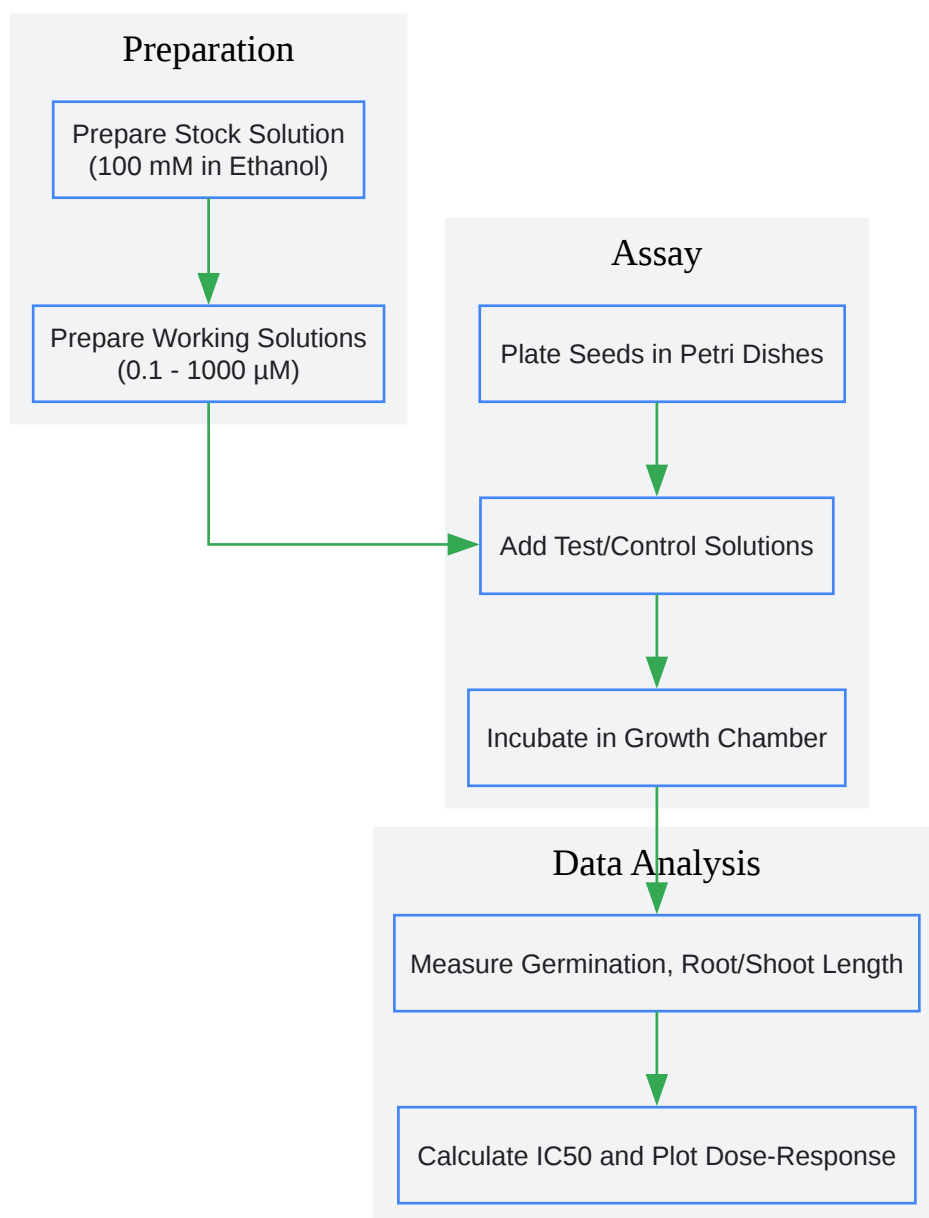 Preparation
Prepare Stock Solution
(100 mM in Ethanol)
Prepare Working Solutions
(0.1 - 1000 µM)
Assay
Plate Seeds in Petri Dishes
Add Test/Control Solutions
Incubate in Growth Chamber
Data Analysis
Measure Germination, Root/Shoot Length
Calculate IC50 and Plot Dose-Response